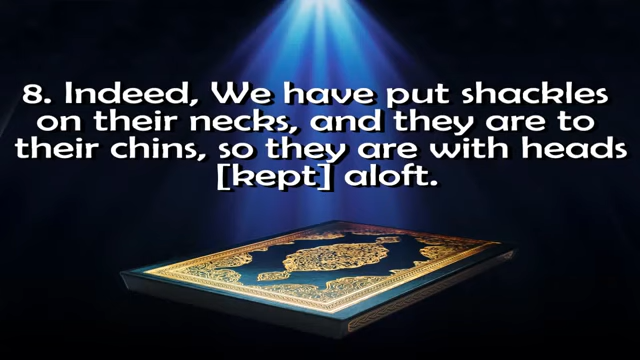 8. Indeed, We have put shackles
on their necks, and they are to
their chins, so they are with heads
[kept] aloft.